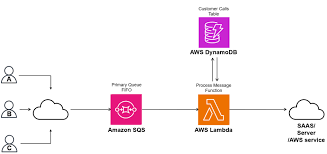 Customer Calls
Table
AWS DynamoDB
A
Primary Queue
FIFO
Process Message
Function
B
Amazon SQS
AWS Lambda
SAAS/
Server
/AWS service
C